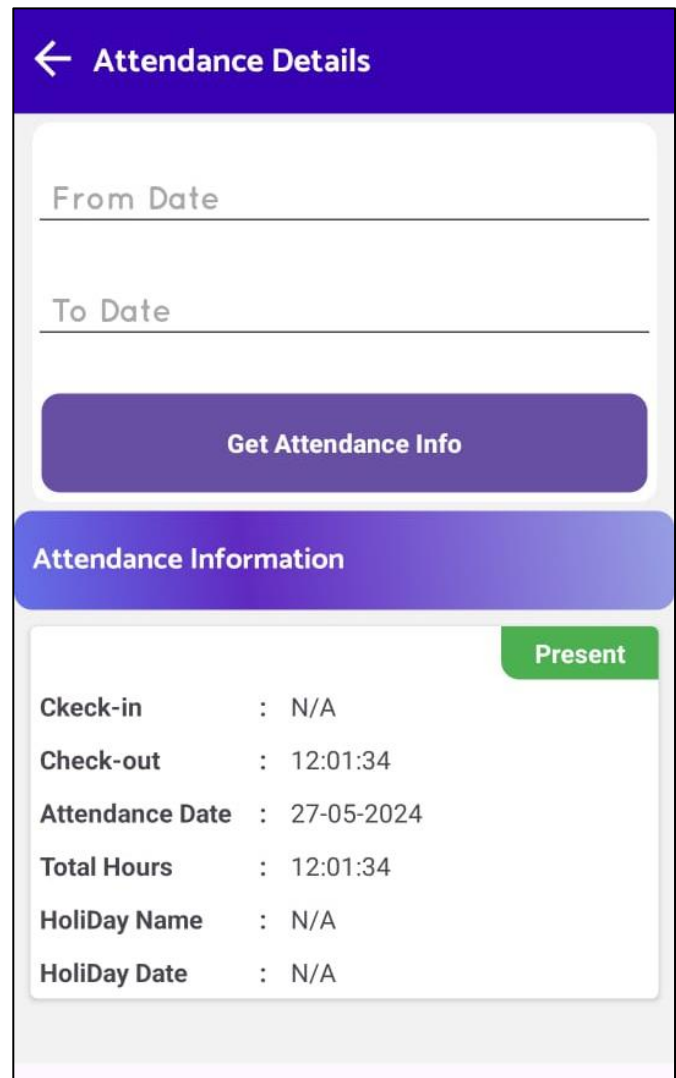 Attendance Details
From Date
To Date
Get Attendance Info
Attendance Information
Present
Ckeck-in : N/A
Check-out : 12:01:34
Attendance Date : 27-05-2024
Total Hours : 12:01:34
HoliDay Name : N/A
HoliDay Date : N/A